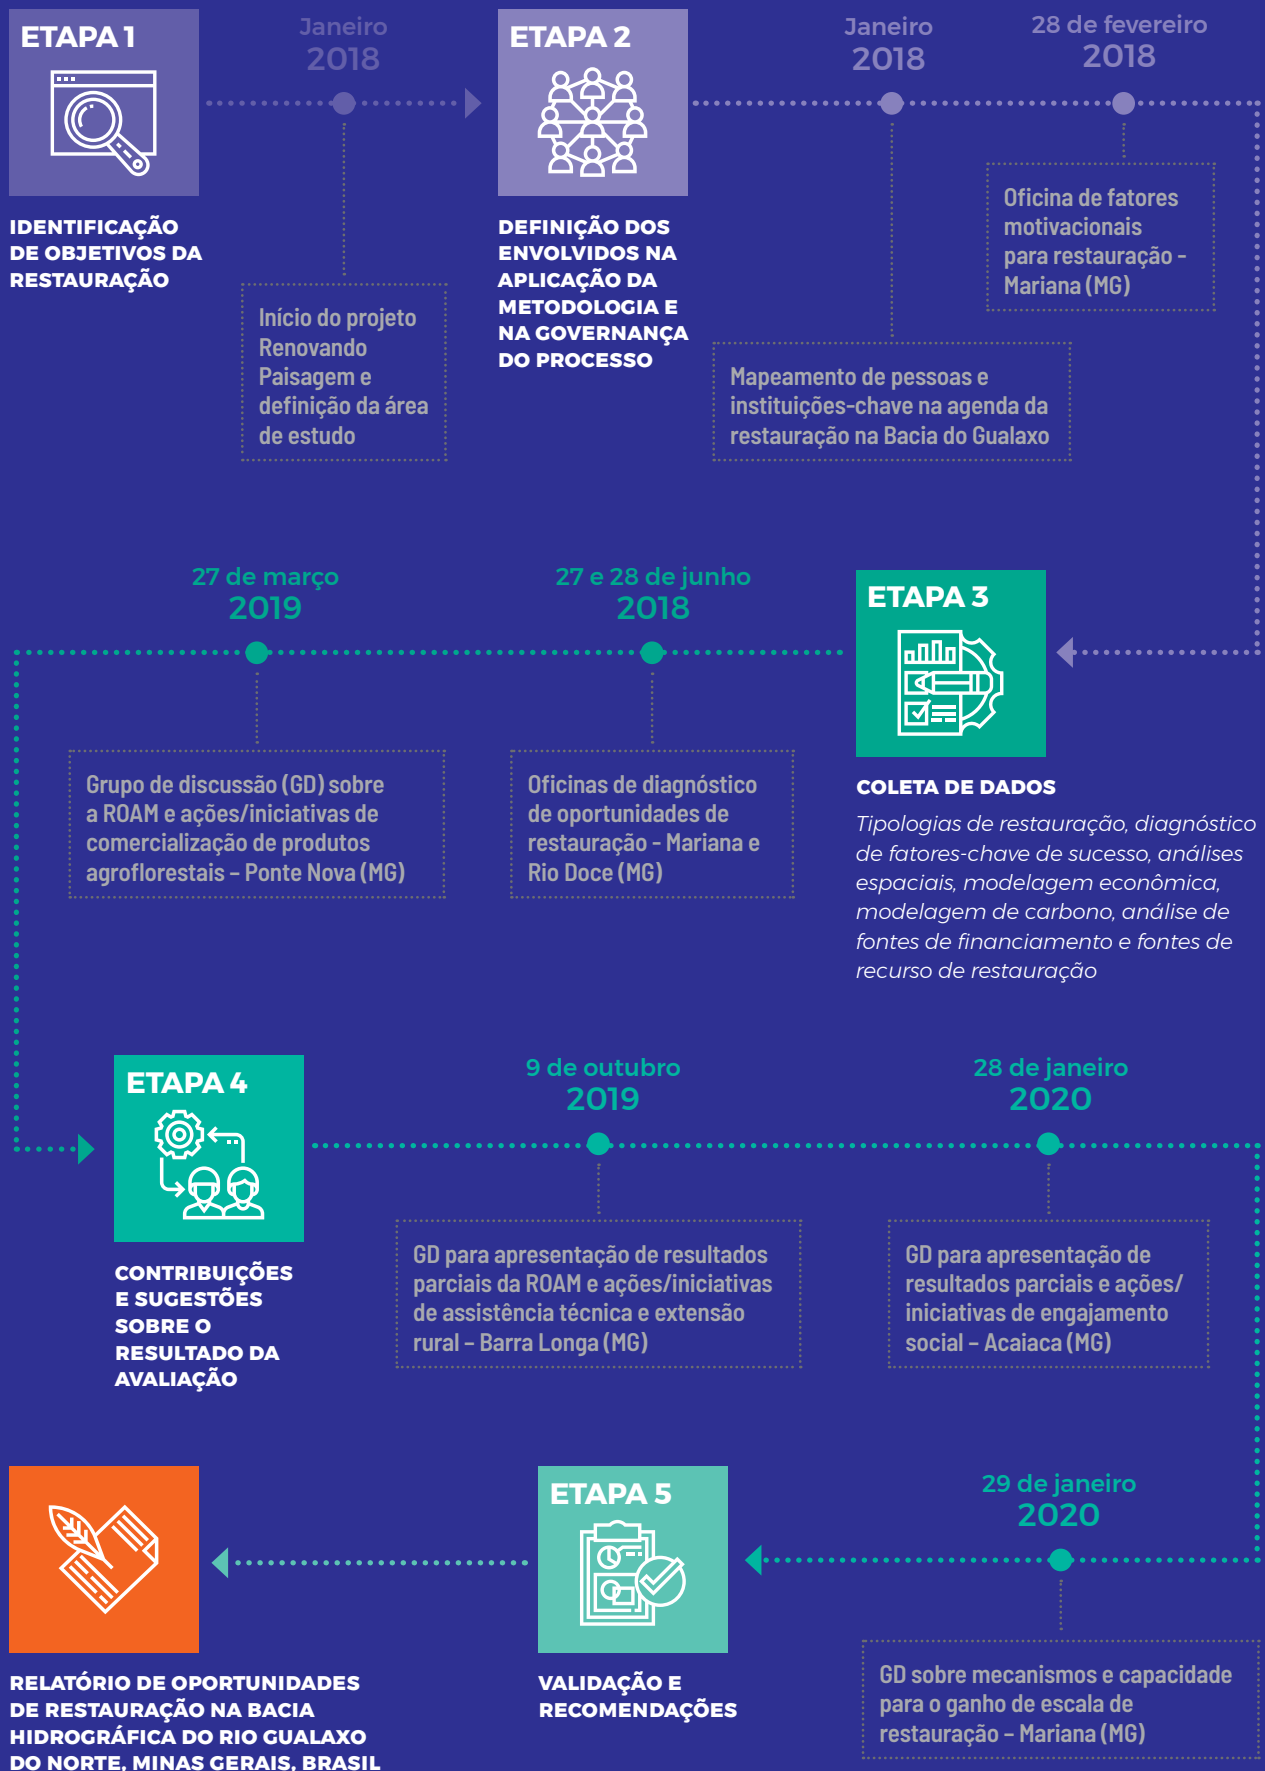 ETAPA 1
IDENTIFICAÇÃO
DE OBJETIVOS DA
RESTAURAÇÃO
Janeiro
2018
Início do projeto
Renovando
Paisagem e
definição da área
de estudo
ETAPA 2
DEFINIÇÃO DOS
ENVOLVIDOS NA
APLICAÇÃO DA
METODOLOGIA E
NA GOVERNANÇA
DO PROCESSO
Janeiro
2018
Mapeamento de pessoas e
instituições-chave na agenda da
restauração na Bacia do Gualaxo
28 de fevereiro
2018
Oficina de fatores
motivacionais
para restauração -
Mariana (MG)
ETAPA 3
COLETA DE DADOS
Tipologias de restauração, diagnóstico
de fatores-chave de sucesso, análises
espaciais, modelagem econômica,
modelagem de carbono, análise de
fontes de financiamento e fontes de
recurso de restauração
27 e 28 de junho
2018
Oficinas de diagnóstico
de oportunidades de
restauração - Mariana e
Rio Doce (MG)
27 de março
2019
Grupo de discussão (GD) sobre
a ROAM e ações/iniciativas de
comercialização de produtos
agroflorestais – Ponte Nova (MG)
ETAPA 4
CONTRIBUIÇÕES
E SUGESTÕES
SOBRE O
RESULTADO DA
AVALIAÇÃO
9 de outubro
2019
GD para apresentação de resultados
parciais da ROAM e ações/iniciativas
de assistência técnica e extensão
rural – Barra Longa (MG)
28 de janeiro
2020
GD para apresentação de
resultados parciais e ações/
iniciativas de engajamento
social – Acaiaca (MG)
29 de janeiro
2020
GD sobre mecanismos e capacidade
para o ganho de escala de
restauração – Mariana (MG)
ETAPA 5
VALIDAÇÃO E
RECOMENDAÇÕES
RELATÓRIO DE OPORTUNIDADES
DE RESTAURAÇÃO NA BACIA
HIDROGRÁFICA DO RIO GUALAXO
DO NORTE, MINAS GERAIS, BRASIL